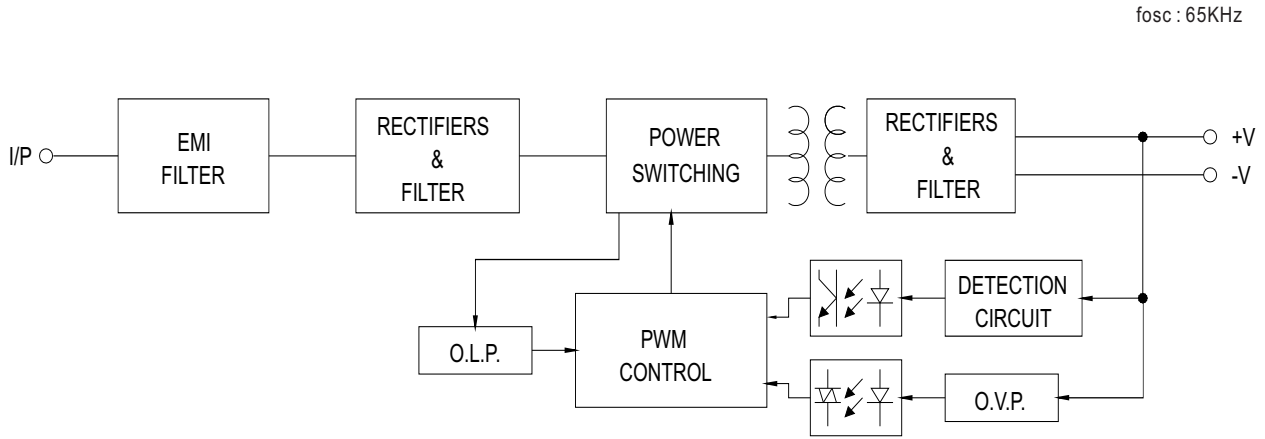 fosc : 65KHz
I/P
EMI
FILTER
RECTIFIERS
&
FILTER
POWER
SWITCHING
RECTIFIERS
&
FILTER
+V
-V
O.L.P.
PWM
CONTROL
DETECTION
CIRCUIT
O.V.P.